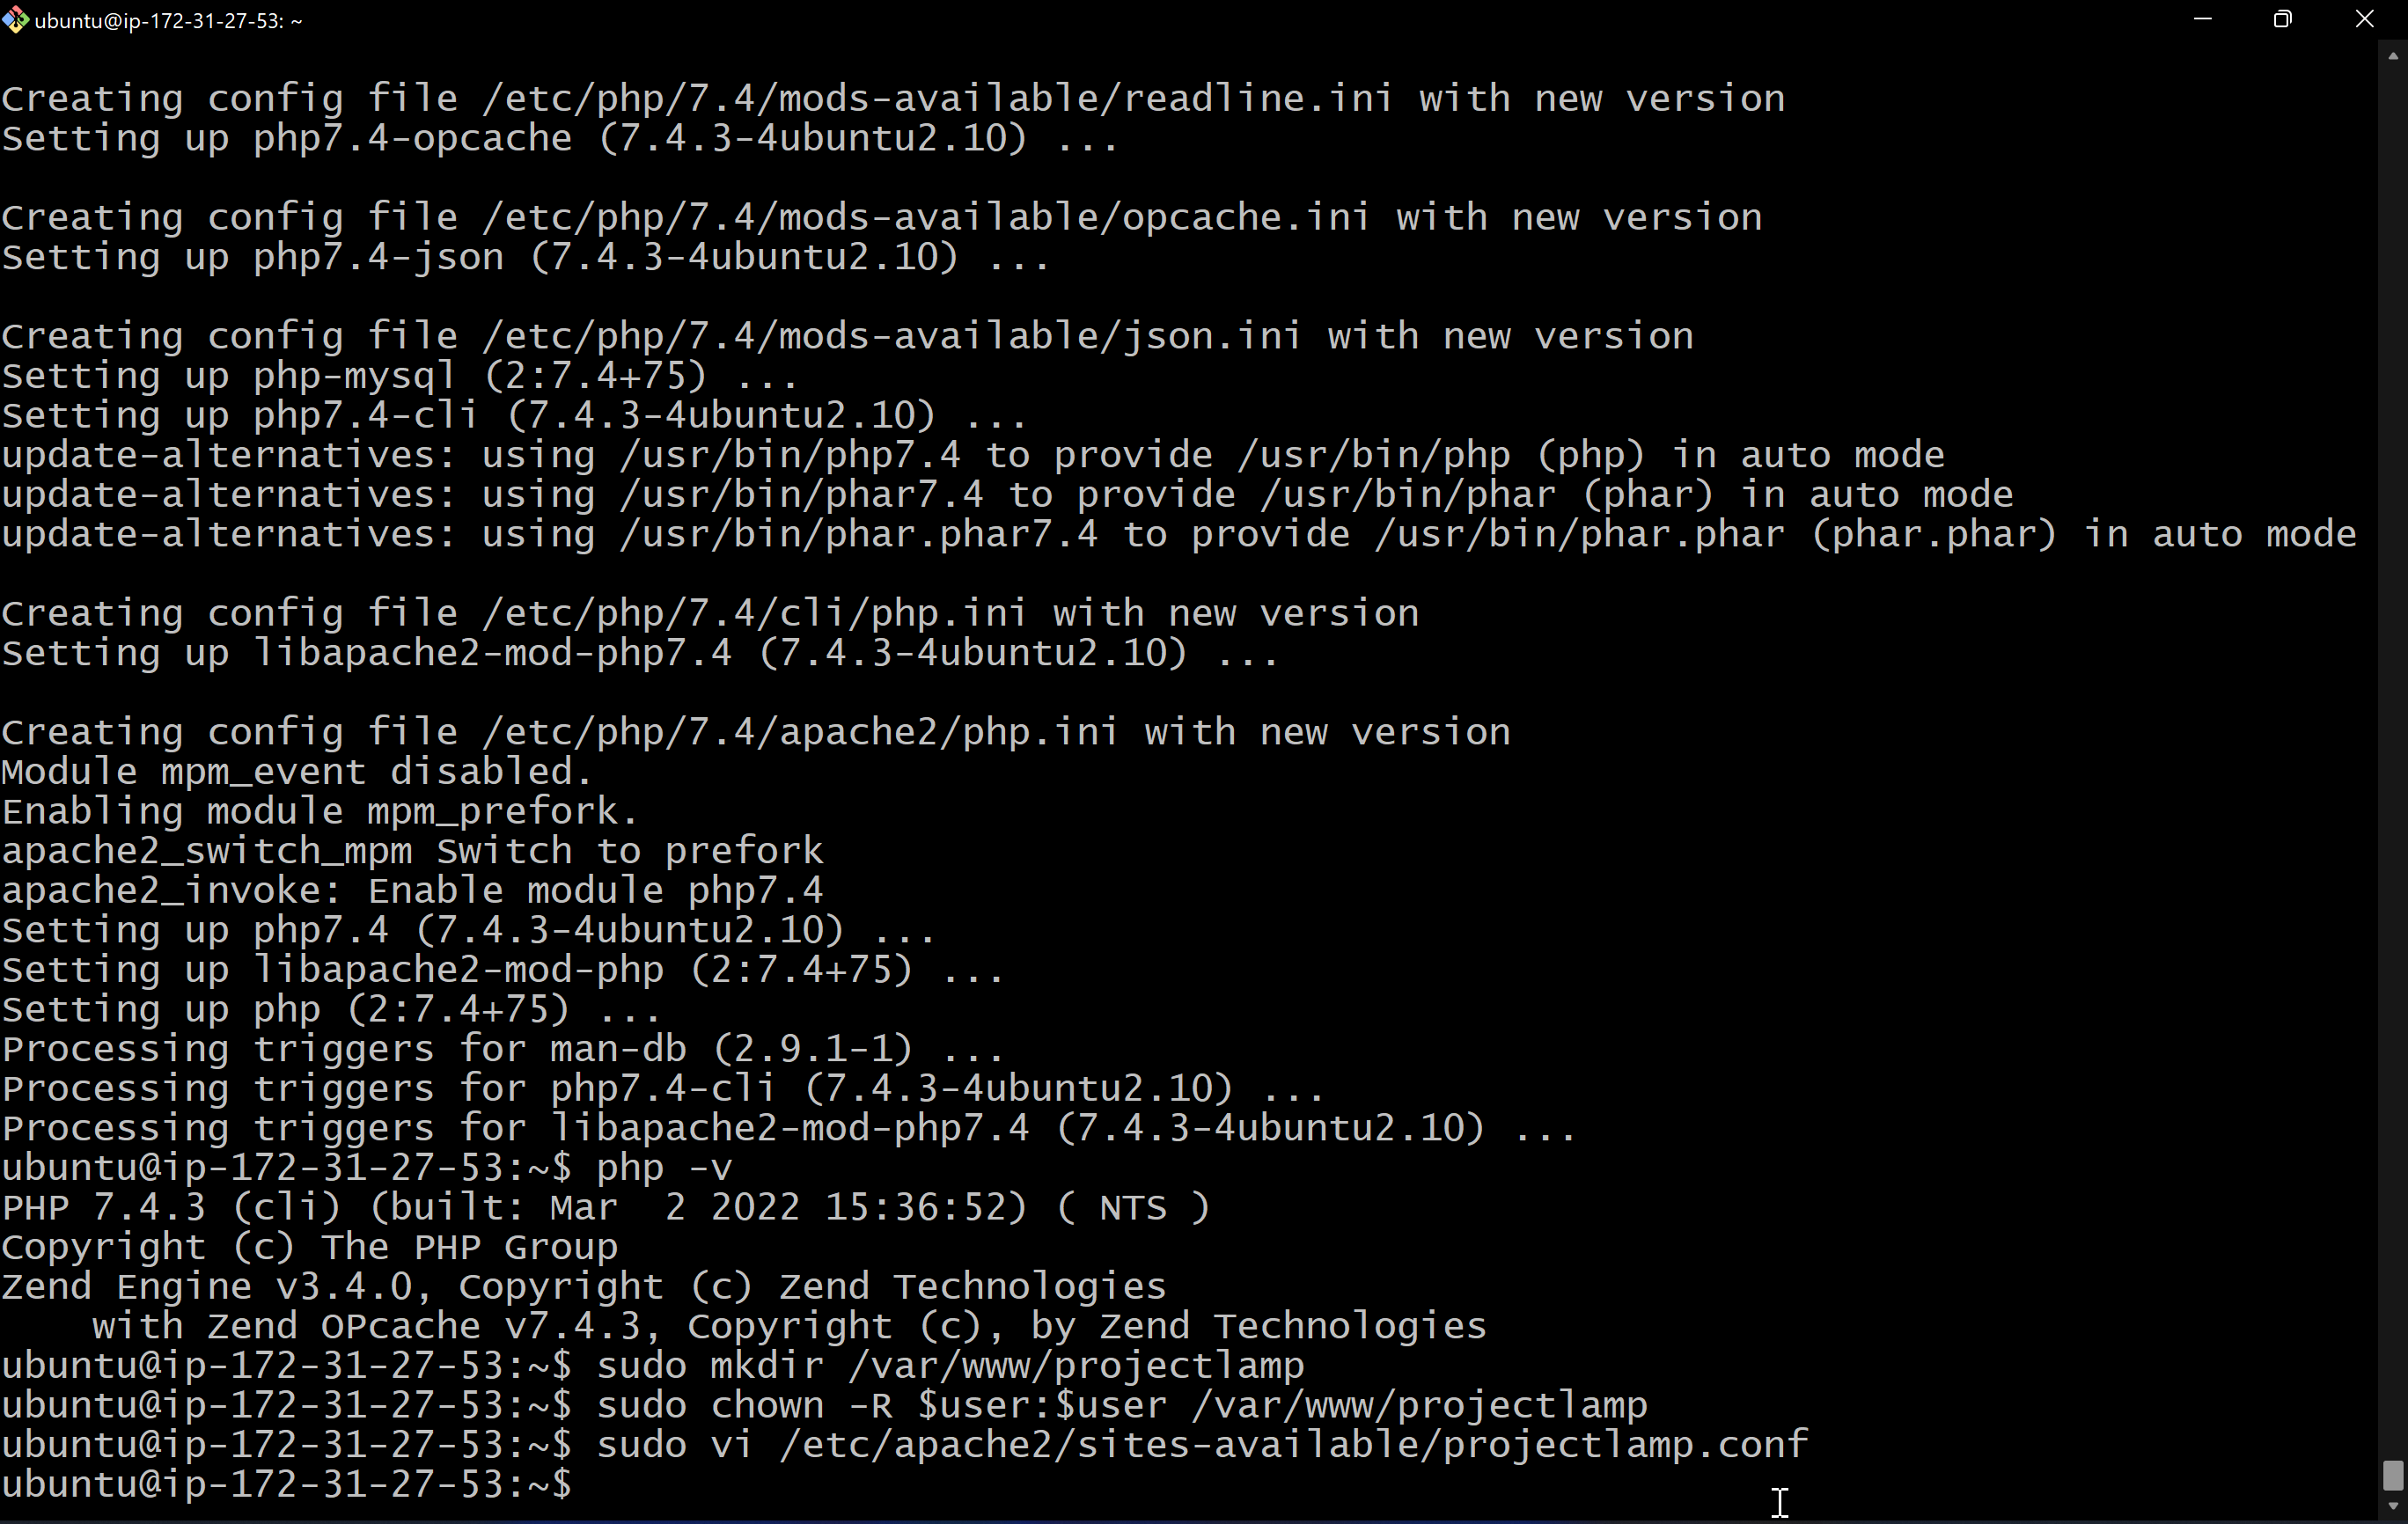 ubuntu@ip-172-31-27-53: ~
Creating config file /etc/php/7.4/mods-available/readline.ini with new version
Setting up php7.4-opcache (7.4.3-4ubuntu2.10) ...
Creating config file /etc/php/7.4/mods-available/opcache.ini with new version
Setting up php7.4-json (7.4.3-4ubuntu2.10) ...
Creating config file /etc/php/7.4/mods-available/json.ini with new version
Setting up php-mysql (2:7.4+75) ...
Setting up php7.4-cli (7.4.3-4ubuntu2.10) ...
update-alternatives: using /usr/bin/php7.4 to provide /usr/bin/php (php) in auto mode
update-alternatives: using /usr/bin/phar7.4 to provide /usr/bin/phar (phar) in auto mode
update-alternatives: using /usr/bin/phar.phar7.4 to provide /usr/bin/phar.phar (phar.phar) in auto mode
Creating config file /etc/php/7.4/cli/php.ini with new version
Setting up libapache2-mod-php7.4 (7.4.3-4ubuntu2.10) ...
Creating config file /etc/php/7.4/apache2/php.ini with new version
Module mpm_event disabled.
Enabling module mpm_prefork.
apache2_switch_mpm Switch to prefork
apache2_invoke: Enable module php7.4
Setting up php7.4 (7.4.3-4ubuntu2.10) ...
Setting up libapache2-mod-php (2:7.4+75) ...
Setting up php (2:7.4+75) ...
Processing triggers for man-db (2.9.1-1) ...
Processing triggers for php7.4-cli (7.4.3-4ubuntu2.10) ...
Processing triggers for libapache2-mod-php7.4 (7.4.3-4ubuntu2.10) ...
ubuntu@ip-172-31-27-53:~$ php -v
PHP 7.4.3 (cli) (built: Mar  2 2022 15:36:52) ( NTS )
Copyright (c) The PHP Group
Zend Engine v3.4.0, Copyright (c) Zend Technologies
    with Zend OPcache v7.4.3, Copyright (c), by Zend Technologies
ubuntu@ip-172-31-27-53:~$ sudo mkdir /var/www/projectlamp
ubuntu@ip-172-31-27-53:~$ sudo chown -R $user:$user /var/www/projectlamp
ubuntu@ip-172-31-27-53:~$ sudo vi /etc/apache2/sites-available/projectlamp.conf
ubuntu@ip-172-31-27-53:~$